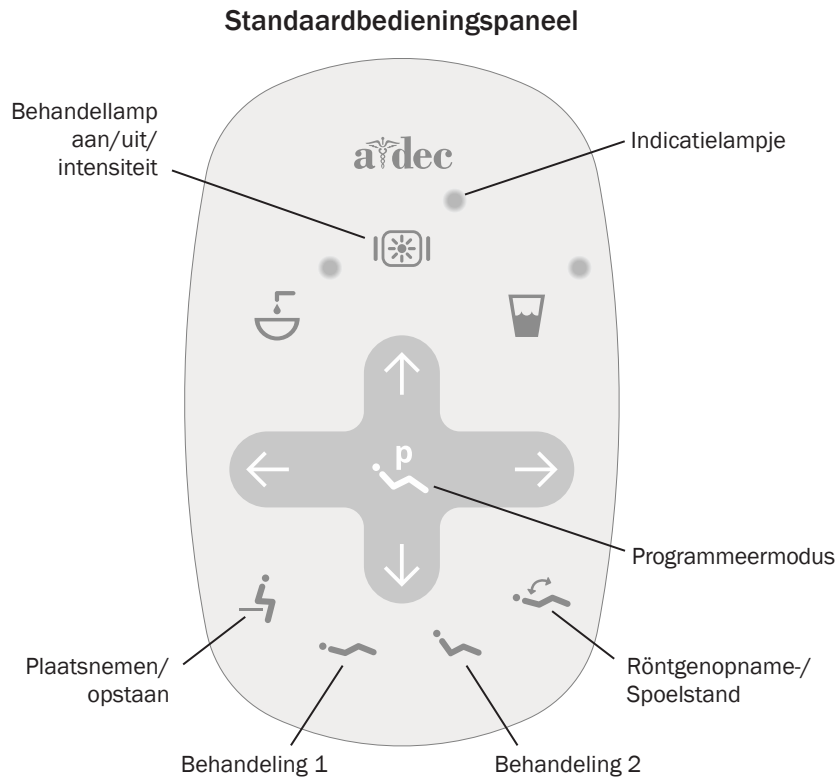 Standaardbedieningspaneel
Behandellamp
aan/uit/
intensiteit
Indicatielampje
a dec
p
Programmeermodus
Plaatsnemen/
opstaan
Röntgenopname-/
Spoelstand
Behandeling 1
Behandeling 2